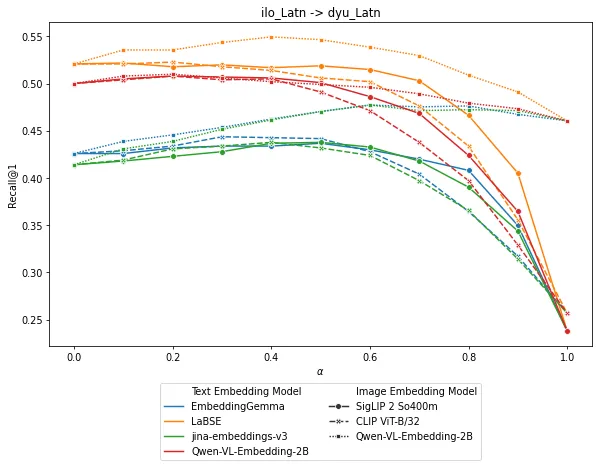 ilo_Latn -> dyu_Latn
Recall@1
0.55
0.50
0.45
0.40
0.35
0.30
0.25
0.0
0.2
0.4
0.6
0.8
1.0
α
Text Embedding Model
EmbeddingGemma
LaBSE
jina-embeddings-v3
Qwen-VL-Embedding-2B
Image Embedding Model
SigLIP 2 So400m
CLIP ViT-B/32
Qwen-VL-Embedding-2B